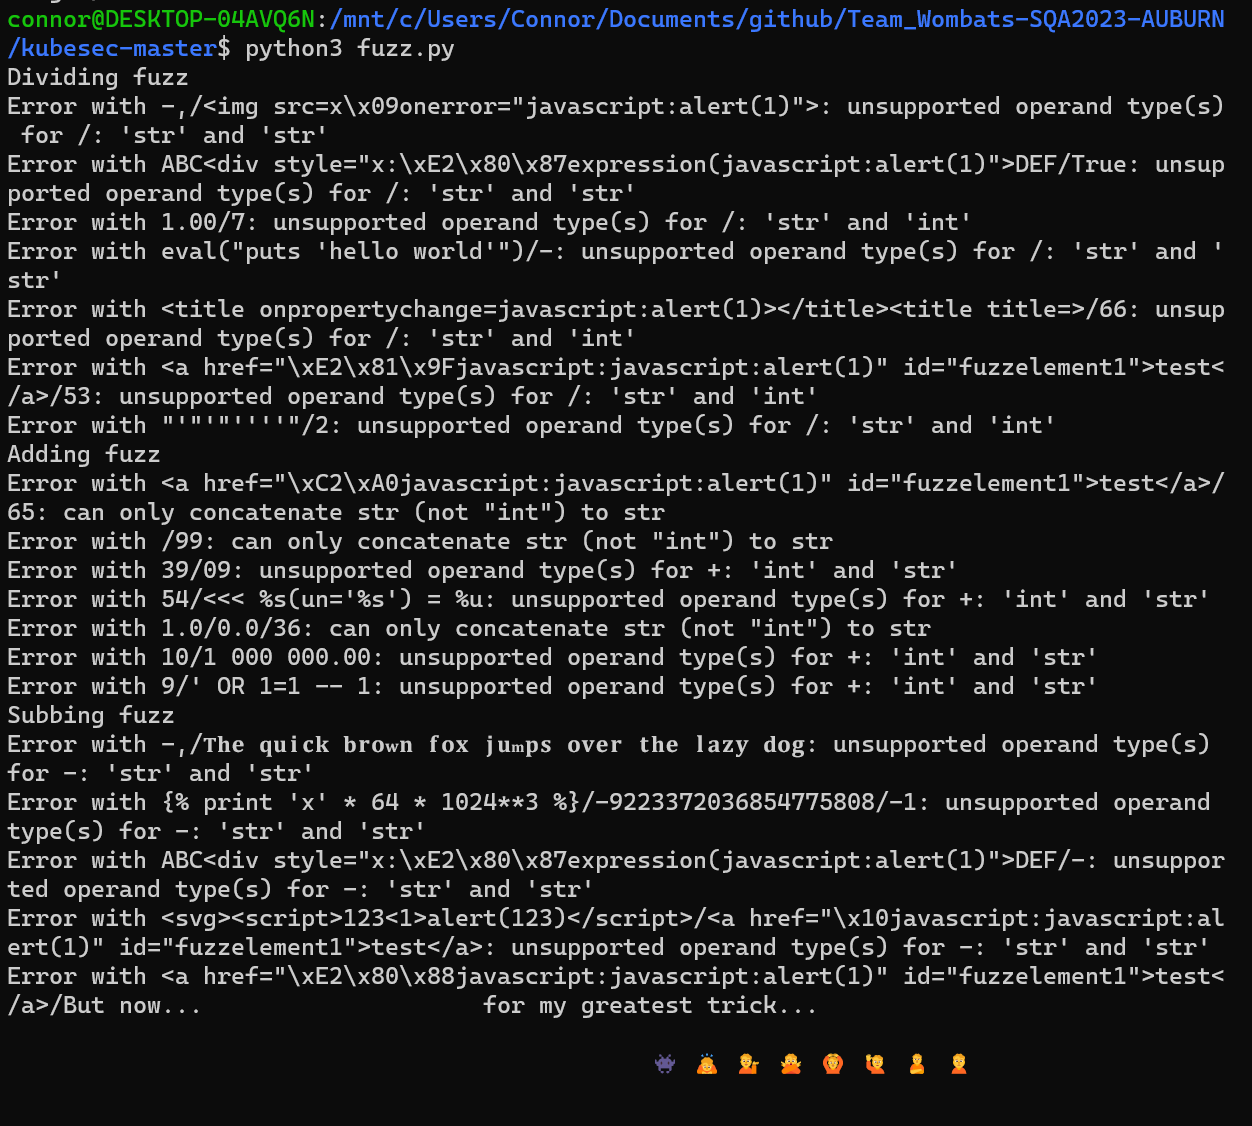 connor@DESKTOP-04AVQ6N:/mnt/c/Users/Connor/Documents/github/Team_Wombats-SQA2023-AUBURN
/kubesec-master$ python3 fuzz.py
Dividing fuzz
Error with -,/<img src=x\x09onerror="javascript:alert(1)">: unsupported operand type(s)
 for /: 'str' and 'str'
Error with ABC<div style="x:\xE2\x80\x87expression(javascript:alert(1)">DEF/True: unsup
ported operand type(s) for /: 'str' and 'str'
Error with 1.00/7: unsupported operand type(s) for /: 'str' and 'int'
Error with eval("puts 'hello world'")/-: unsupported operand type(s) for /: 'str' and '
str'
Error with <title onpropertychange=javascript:alert(1)></title><title title=>/66: unsup
ported operand type(s) for /: 'str' and 'int'
Error with <a href="\xE2\x81\x9Fjavascript:javascript:alert(1)" id="fuzzelement1">test<
/a>/53: unsupported operand type(s) for /: 'str' and 'int'
Error with "'"'"''''"/2: unsupported operand type(s) for /: 'str' and 'int'
Adding fuzz
Error with <a href="\xC2\xA0javascript:javascript:alert(1)" id="fuzzelement1">test</a>/
65: can only concatenate str (not "int") to str
Error with /99: can only concatenate str (not "int") to str
Error with 39/09: unsupported operand type(s) for +: 'int' and 'str'
Error with 54/<<< %s(un='%s') = %u: unsupported operand type(s) for +: 'int' and 'str'
Error with 1.0/0.0/36: can only concatenate str (not "int") to str
Error with 10/1 000 000.00: unsupported operand type(s) for +: 'int' and 'str'
Error with 9/' OR 1=1 -- 1: unsupported operand type(s) for +: 'int' and 'str'
Subbing fuzz
Error with -,/𝐓𝐡𝐞 𝐪𝐮𝐢𝐜𝐤 𝐛𝐫𝐨𝐰𝐧 𝐟𝐨𝐱 𝐣𝐮𝐦𝐩𝐬 𝐨𝐯𝐞𝐫 𝐭𝐡𝐞 𝐥𝐚𝐳𝐲 𝐝𝐨𝐠: unsupported operand type(s)
for -: 'str' and 'str'
Error with {% print 'x' * 64 * 1024**3 %}/-9223372036854775808/-1: unsupported operand
type(s) for -: 'str' and 'str'
Error with ABC<div style="x:\xE2\x80\x87expression(javascript:alert(1)">DEF/-: unsuppor
ted operand type(s) for -: 'str' and 'str'
Error with <svg><script>123<1>alert(123)</script>/<a href="\x10javascript:javascript:al
ert(1)" id="fuzzelement1">test</a>: unsupported operand type(s) for -: 'str' and 'str'
Error with <a href="\xE2\x80\x88javascript:javascript:alert(1)" id="fuzzelement1">test<
/a>/But now...                    for my greatest trick...